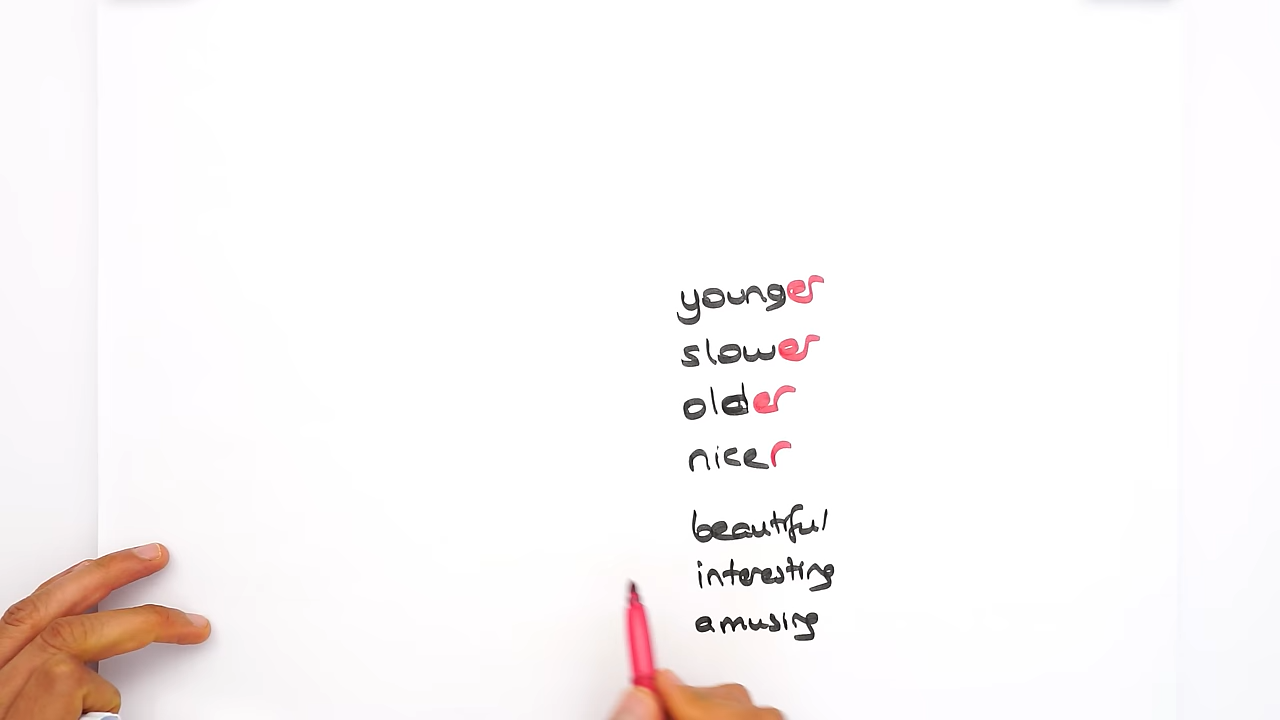 younger
slower
older
nicer
beautiful
interesting
amusing